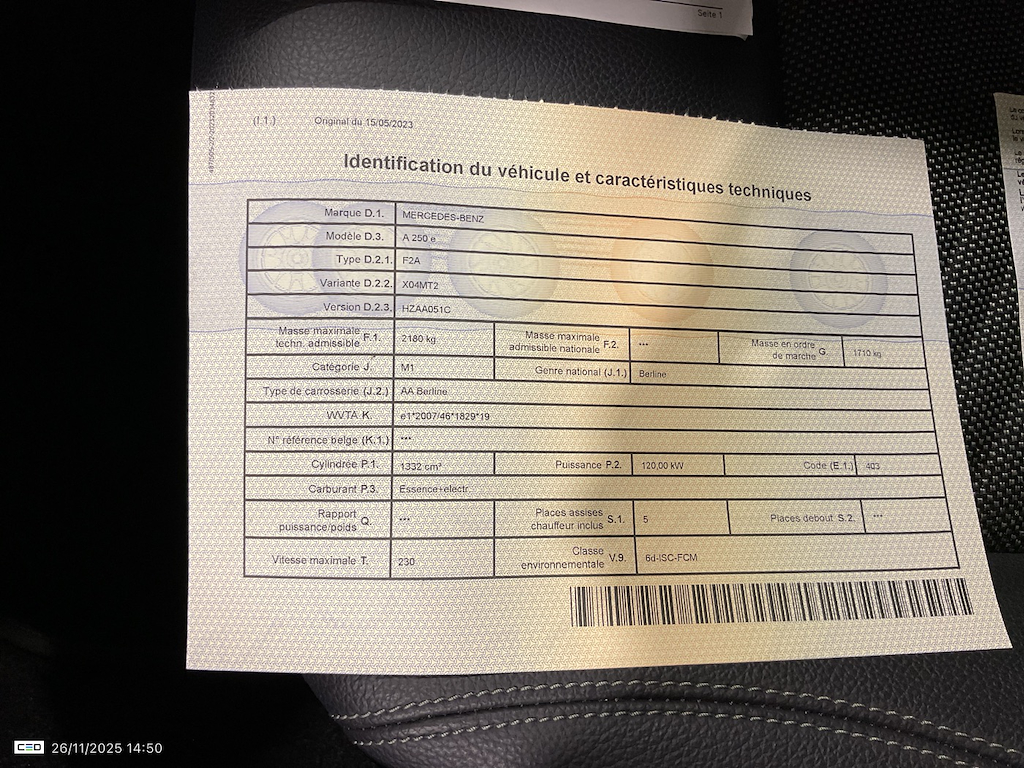 Seite 1
(I.1.) Original du 15/05/2023
Identification du véhicule et caractéristiques techniques
Marque D.1. MERCEDES-BENZ
Modèle D.3. A 250 e
Type D.2.1. F2A
Variante D.2.2. X04MT2
Version D.2.3. HZAA051C
Masse maximale techn. admissible F.1. 2180 kg Masse maximale admissible nationale F.2. *** Masse en ordre de marche G. 1710 kg
Catégorie J. M1 Genre national (J.1.) Berline
Type de carrosserie (J.2.) AA Berline
WVTA K. e1*2007/46*1829*19
N° référence belge (K.1.) ***
Cylindrée P.1. 1332 cm³ Puissance P.2. 120,00 kW Code (E.1.) 403
Carburant P.3. Essence+électr.
Rapport puissance/poids Q. *** Places assises chauffeur inclus S.1. 5 Places debout S.2. ***
Vitesse maximale T. 230 Classe environnementale V.9. 6d-ISC-FCM
CEO 26/11/2025 14:50